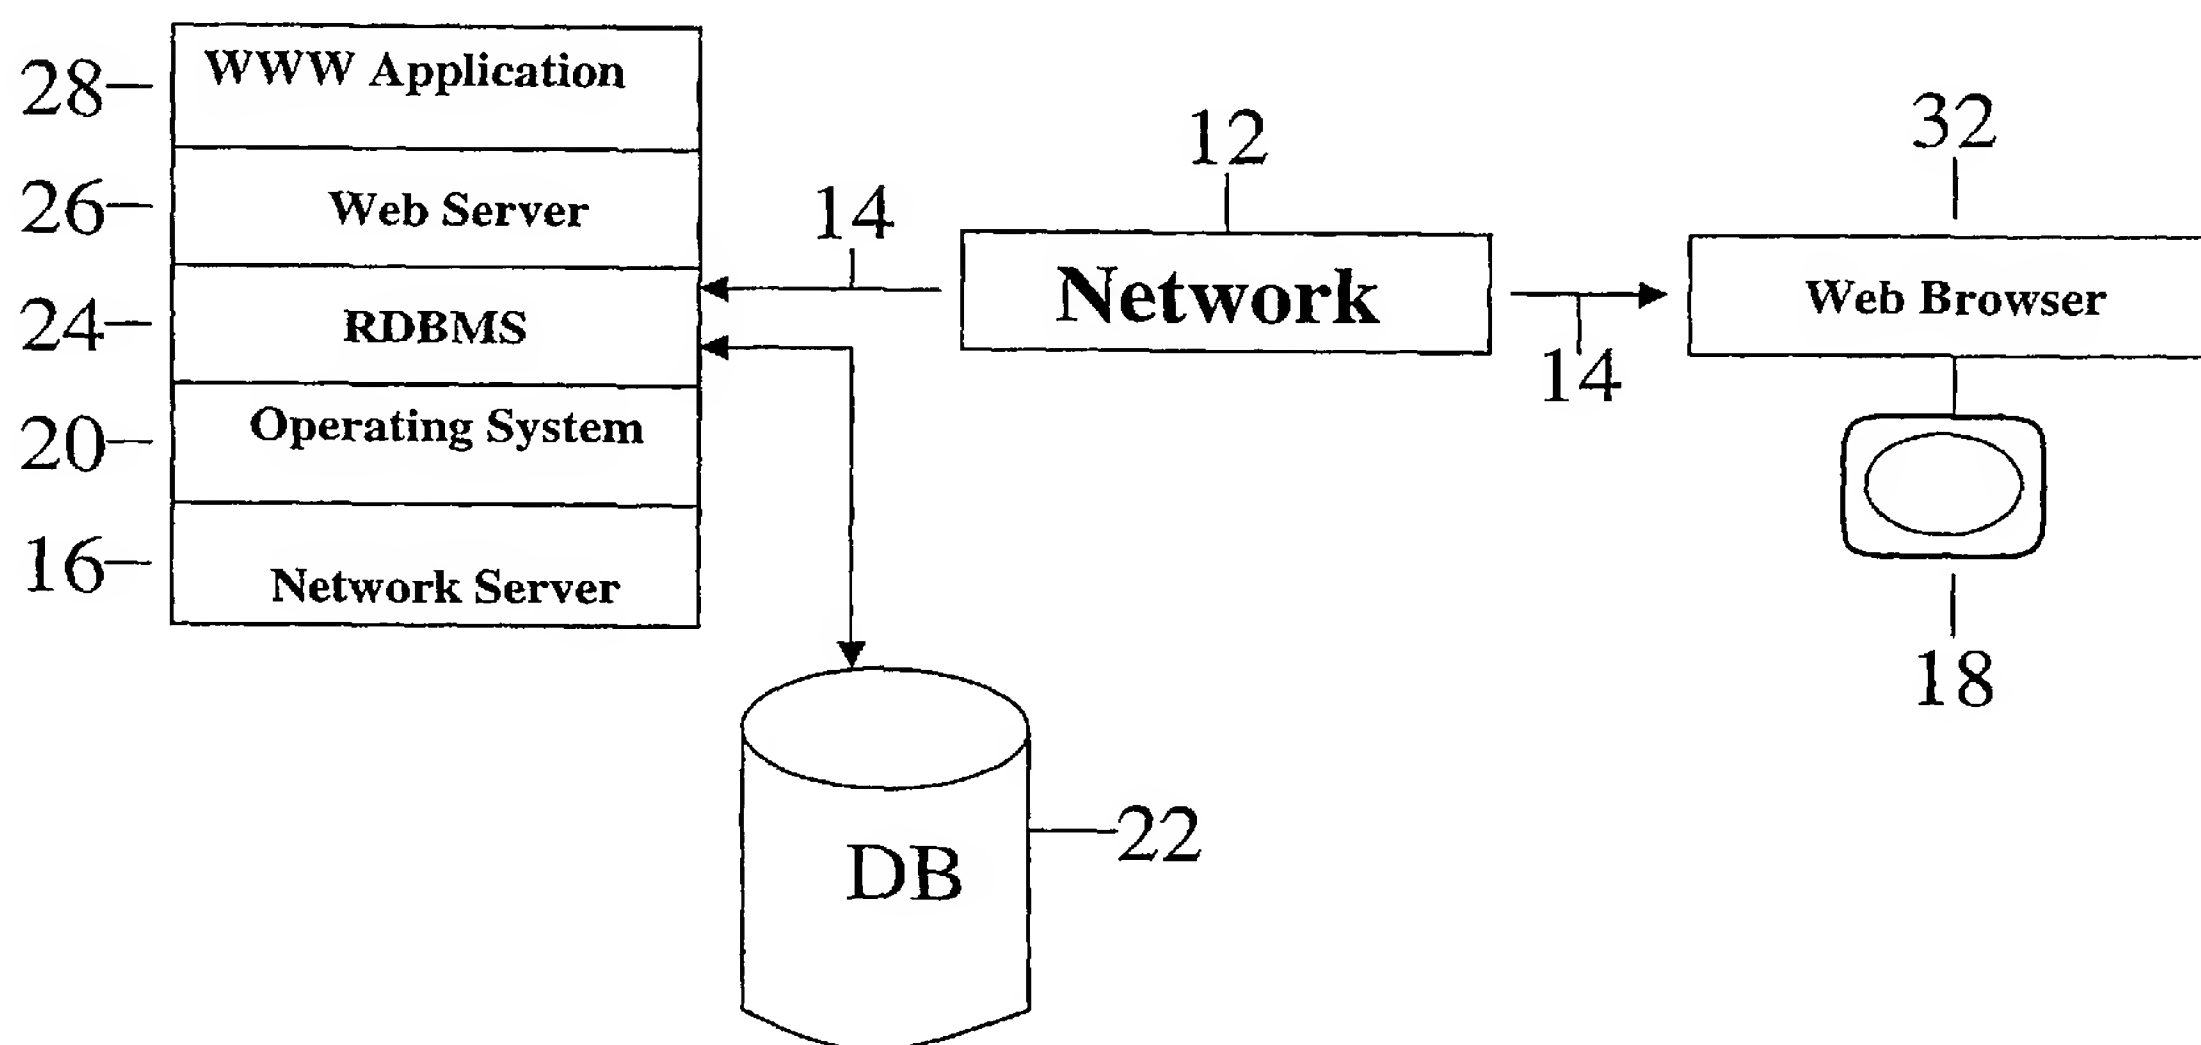 28
WWW Application
26
Web Server
24
RDBMS
20
Operating System
16
Network Server
14
12
Network
14
32
Web Browser
18
DB
22